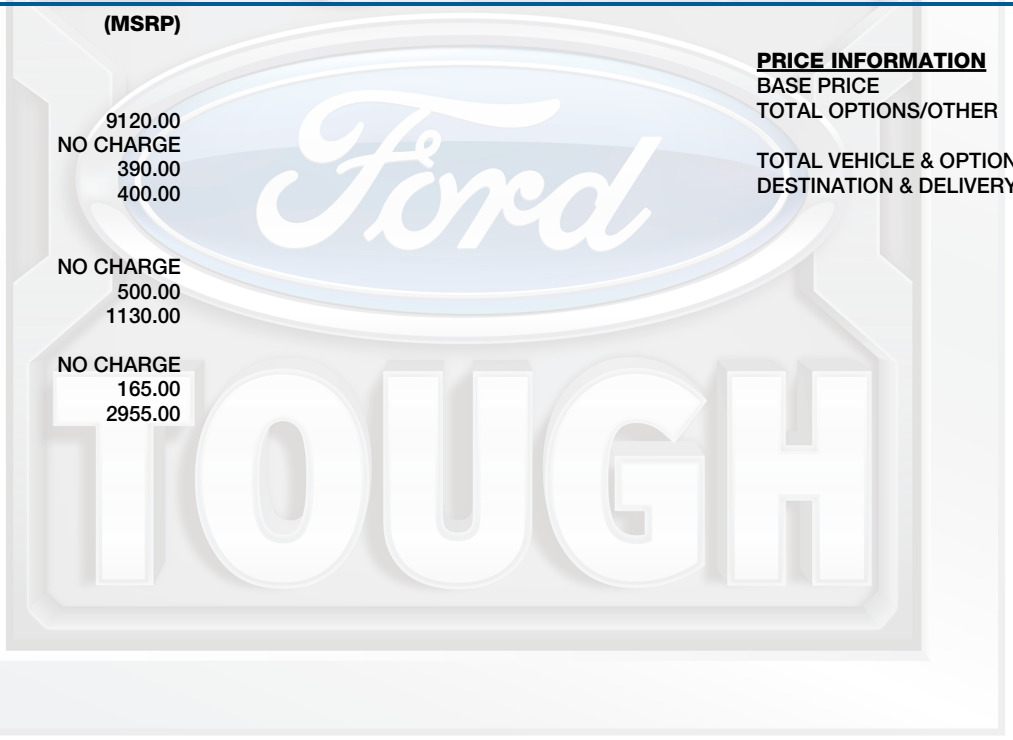 (MSRP)
9120.00
NO CHARGE
390.00
400.00
NO CHARGE
500.00
1130.00
NO CHARGE
165.00
2955.00
PRICE INFORMATION
BASE PRICE
TOTAL OPTIONS/OTHER
TOTAL VEHICLE & OPTION
DESTINATION & DELIVERY
Ford
TOUGH